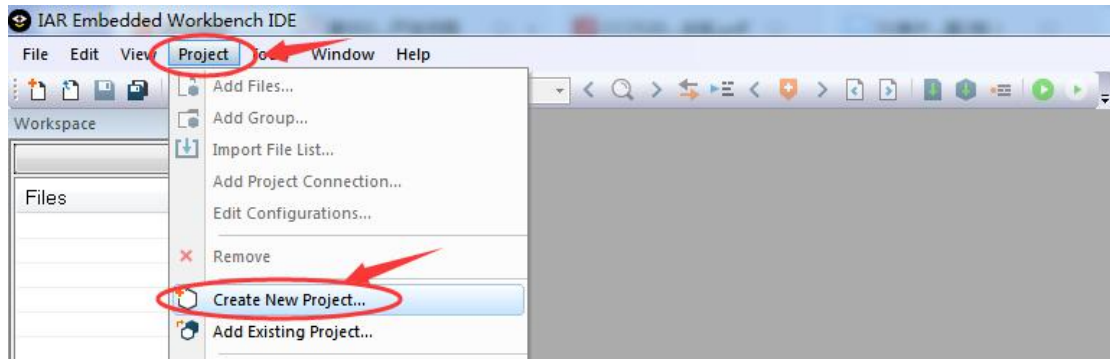 IAR Embedded Workbench IDE
File Edit View Project Window Help
Add Files...
Workspace
Add Group...
Import File List...
Add Project Connection...
Files
Edit Configurations...
Remove
Create New Project...
Add Existing Project...